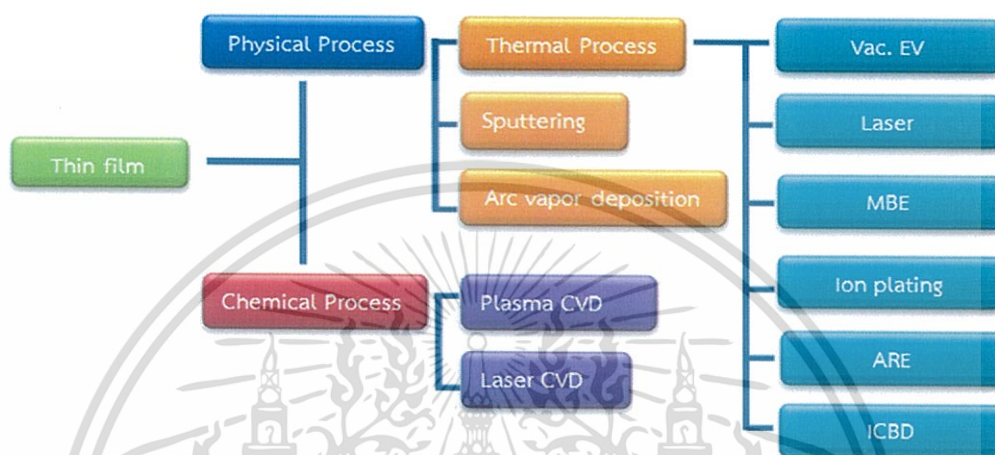 Physical Process
Thermal Process
Vac. EV
Sputtering
Laser
Thin film
Arc vapor deposition
MBE
Chemical Process
Plasma CVD
Ion plating
Laser CVD
ARE
ICBD